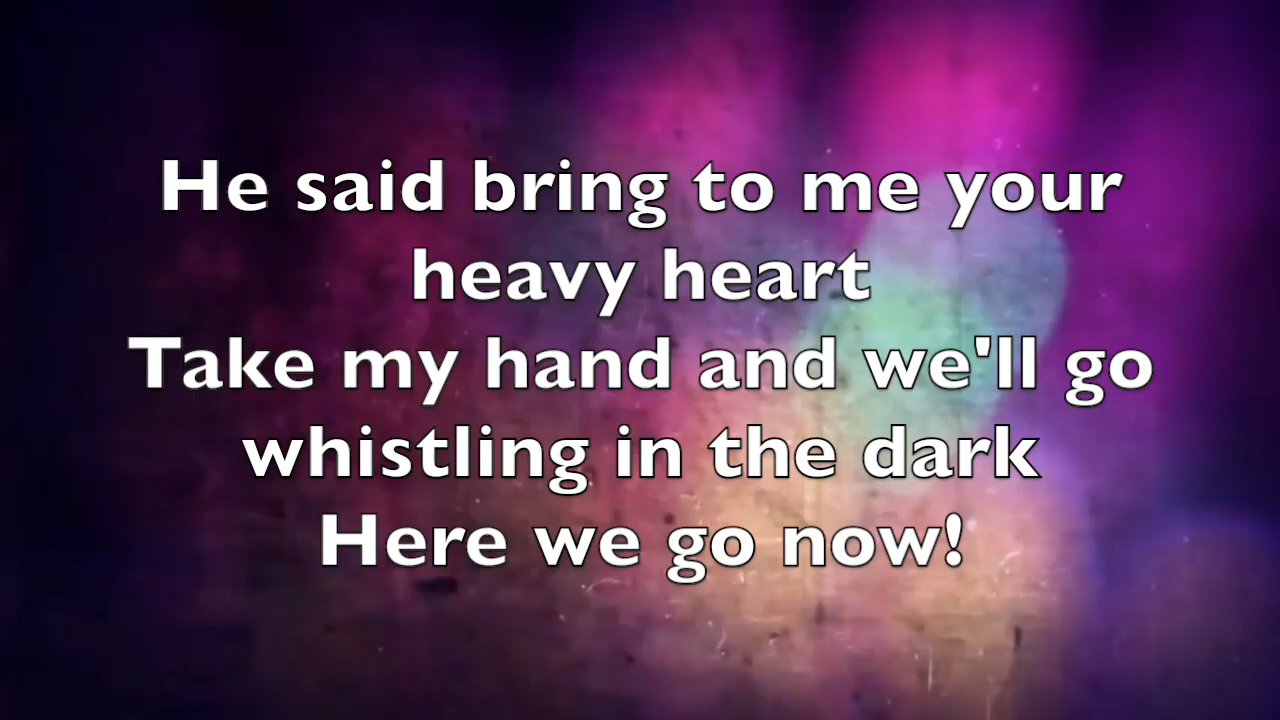 He said bring to me your
heavy heart
Take my hand and we'll go
whistling in the dark
Here we go now!